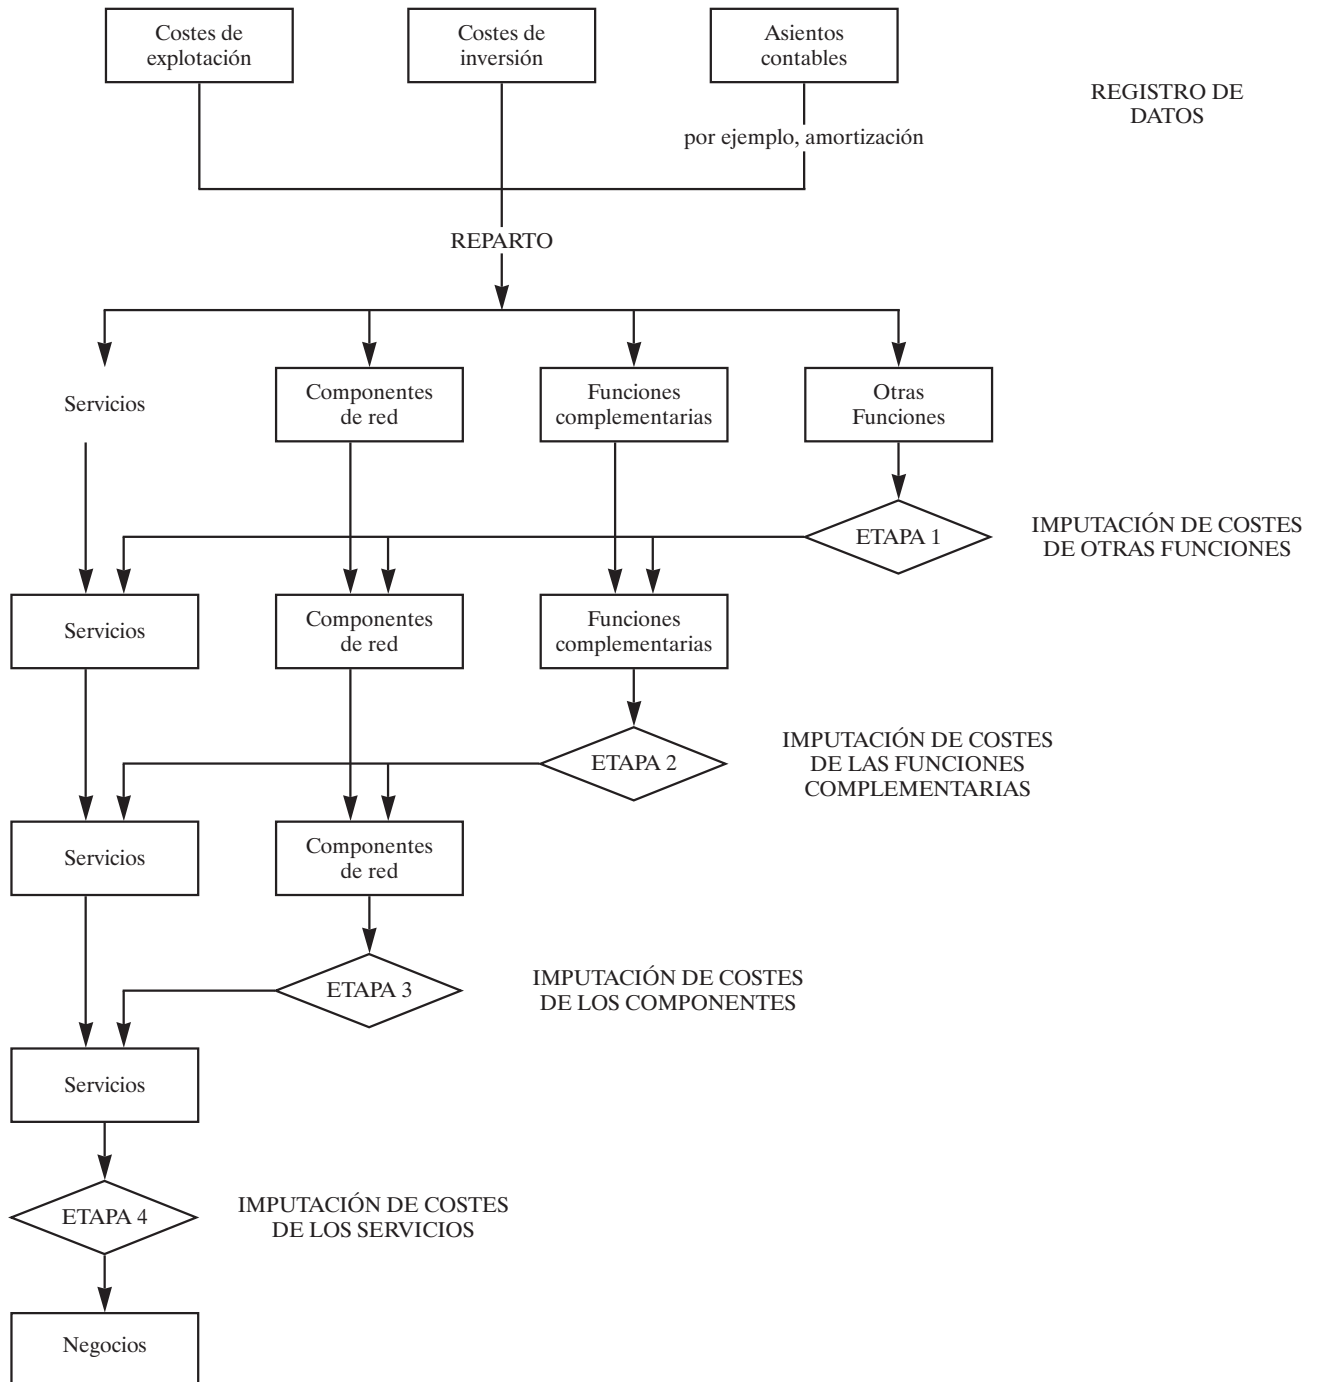 Costes de
explotación
Costes de
inversión
Asientos
contables
REGISTRO DE
DATOS
por ejemplo, amortización
REPARTO
Servicios
Componentes
de red
Funciones
complementarias
Otras
Funciones
ETAPA 1
IMPUTACIÓN DE COSTES
DE OTRAS FUNCIONES
Servicios
Componentes
de red
Funciones
complementarias
ETAPA 2
IMPUTACIÓN DE COSTES
DE LAS FUNCIONES
COMPLEMENTARIAS
Servicios
Componentes
de red
ETAPA 3
IMPUTACIÓN DE COSTES
DE LOS COMPONENTES
Servicios
ETAPA 4
IMPUTACIÓN DE COSTES
DE LOS SERVICIOS
Negocios